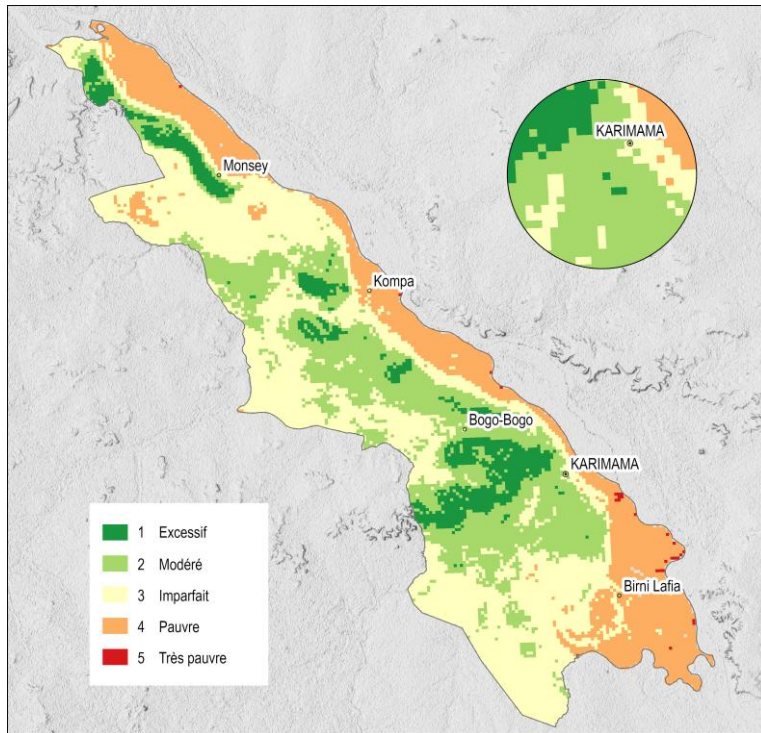 KARIMAMA
Monsey
Kompa
Bogo-Bogo
KARIMAMA
Birni Lafia
1 Excessif
2 Modéré
3 Imparfait
4 Pauvre
5 Très pauvre